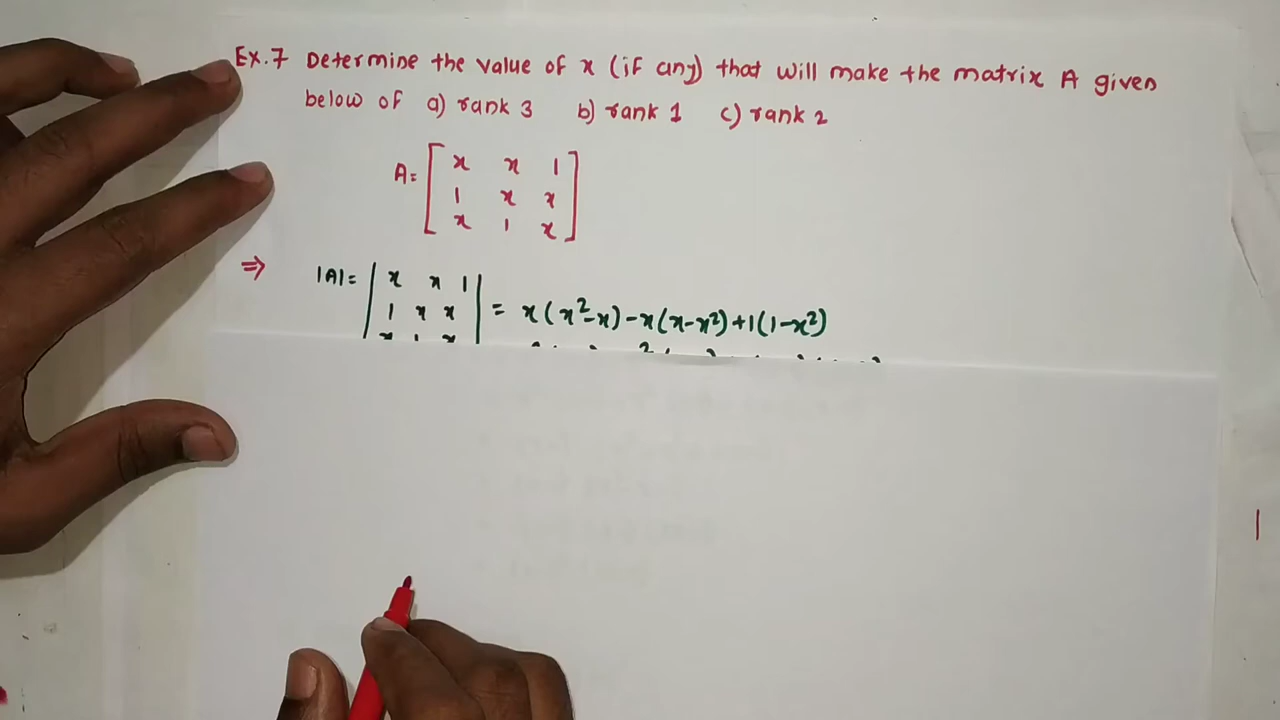 Ex.7 Determine the value of x (if any) that will make the matrix A given
below of a) rank 3 b) rank 1 c) rank 2
A= [ x x 1
1 x x
x 1 x ]
⇒ |A|= | x x 1
1 x x | = x(x²-x)-x(x-x²)+1(1-x²)
x 1 x